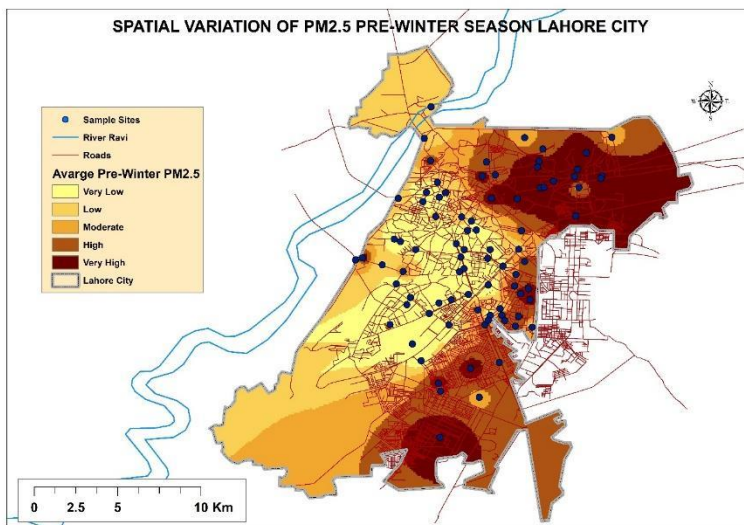 SPATIAL VARIATION OF PM2.5 PRE-WINTER SEASON LAHORE CITY
N
W
E
S
Sample Sites
River Ravi
Roads
Avarge Pre-Winter PM2.5
Very Low
Low
Moderate
High
Very High
Lahore City
0 2.5 5 10 Km